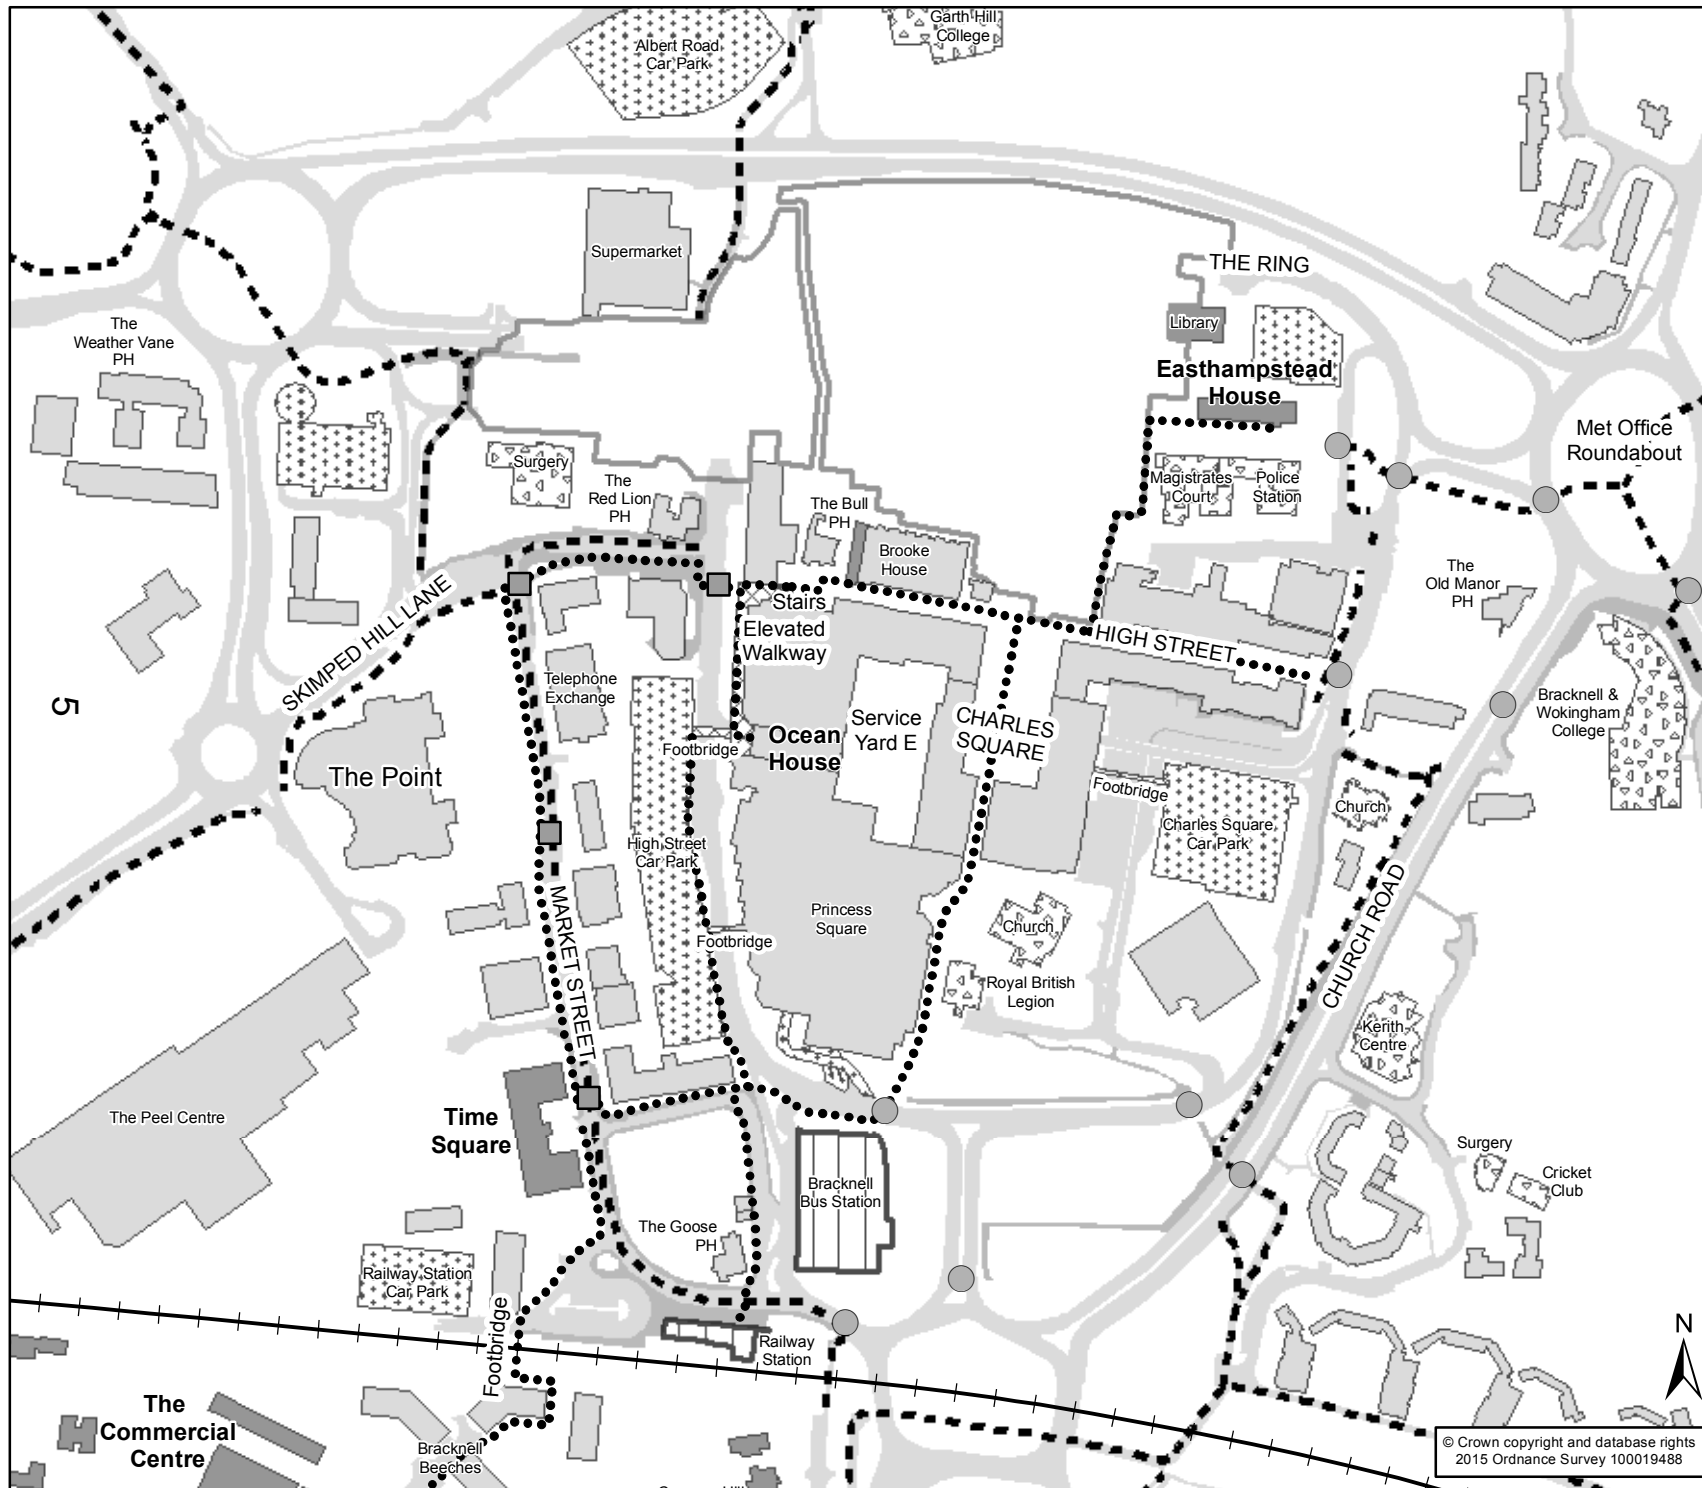 Garth Hill
College
Albert Road
Car Park
Supermarket
THE RING
Library
The
Weather Vane
PH
Easthampstead
House
Met Office
Roundabout
Surgery
The
Red Lion
PH
The Bull
PH
Magistrates
Court
Police
Station
Brooke
House
The
Old Manor
PH
Stairs
Elevated
Walkway
HIGH STREET
SKIMPED HILL LANE
Telephone
Exchange
5
Bracknell &
Wokingham
College
Service
Yard E
CHARLES
SQUARE
Ocean
House
Footbridge
The Point
Footbridge
Church
High Street
Car Park
Charles Square
Car Park
MARKET STREET
CHURCH ROAD
Princess
Square
Church
Footbridge
Royal British
Legion
Kerith
Centre
The Peel Centre
Time
Square
Surgery
Cricket
Club
Bracknell
Bus Station
The Goose
PH
Railway Station
Car Park
Footbridge
N
Railway
Station
The
Commercial
Centre
Bracknell
Beeches
© Crown copyright and database rights
2015 Ordnance Survey 100019488